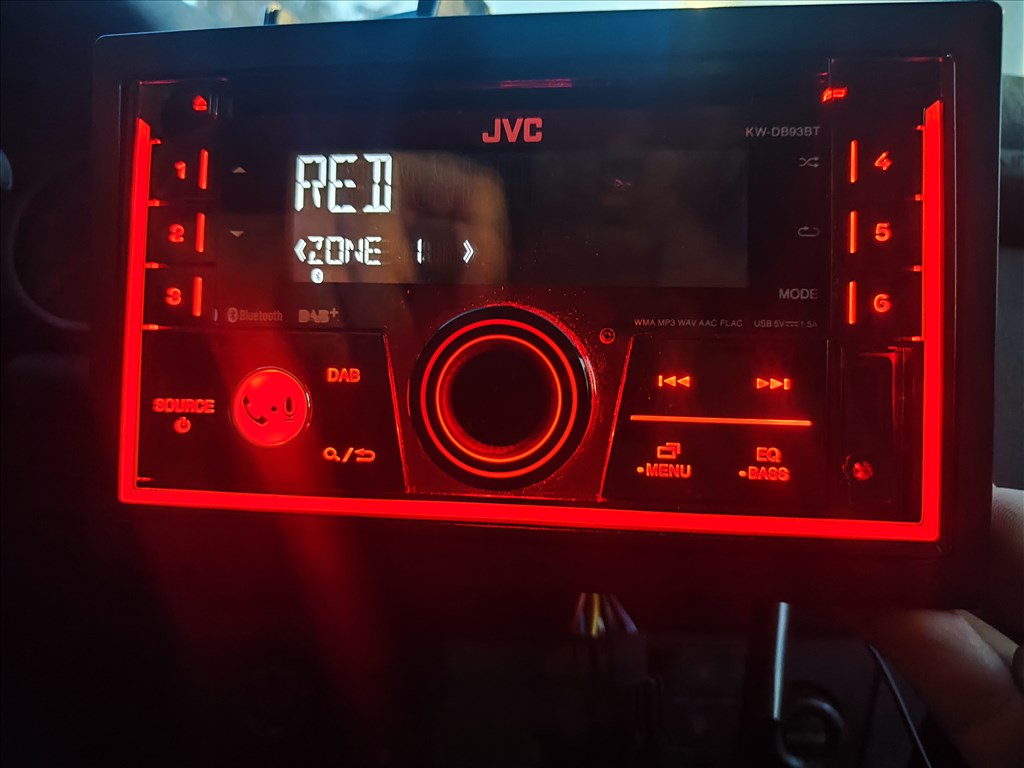 JVC
KW-DB93BT
RED
ZONE 1
1
2
3
4
5
6
MODE
Bluetooth
DAB+
WMA MP3 WAV AAC FLAC
USB 5V 1.5A
SOURCE
DAB
MENU
EQ
BASS